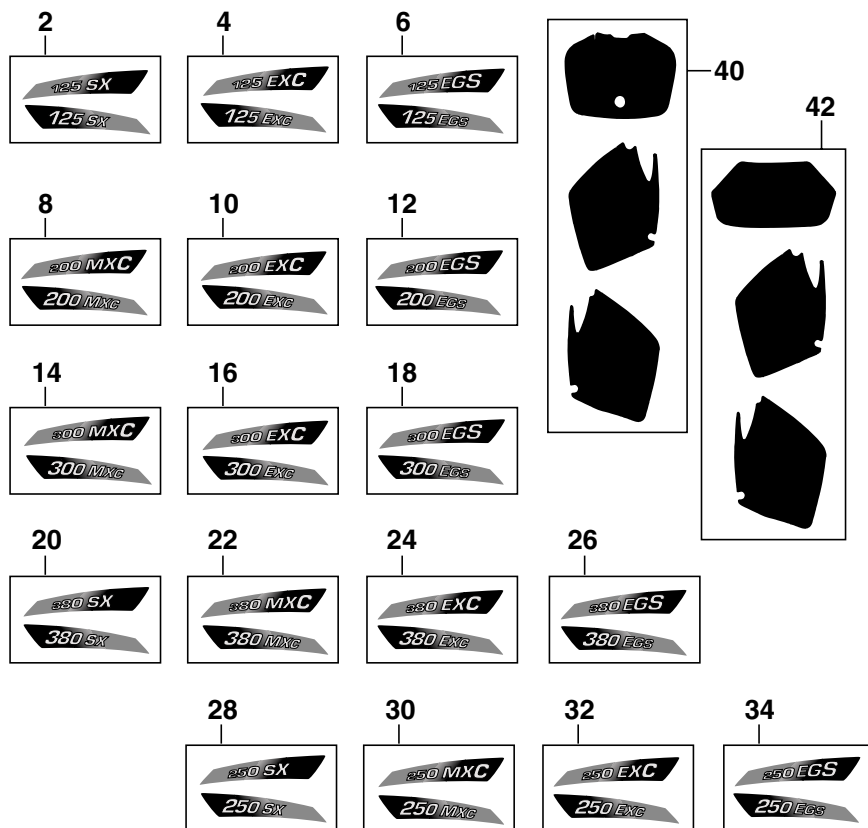 2
4
6
40
125 SX
125 SX
125 EXC
125 EXC
125 EGS
125 EGS
42
8
10
12
200 MXC
200 MXC
200 EXC
200 EXC
200 EGS
200 EGS
14
16
18
300 MXC
300 MXC
300 EXC
300 EXC
300 EGS
300 EGS
20
22
24
26
380 SX
380 SX
380 MXC
380 MXC
380 EXC
380 EXC
380 EGS
380 EGS
28
30
32
34
250 SX
250 SX
250 MXC
250 MXC
250 EXC
250 EXC
250 EGS
250 EGS